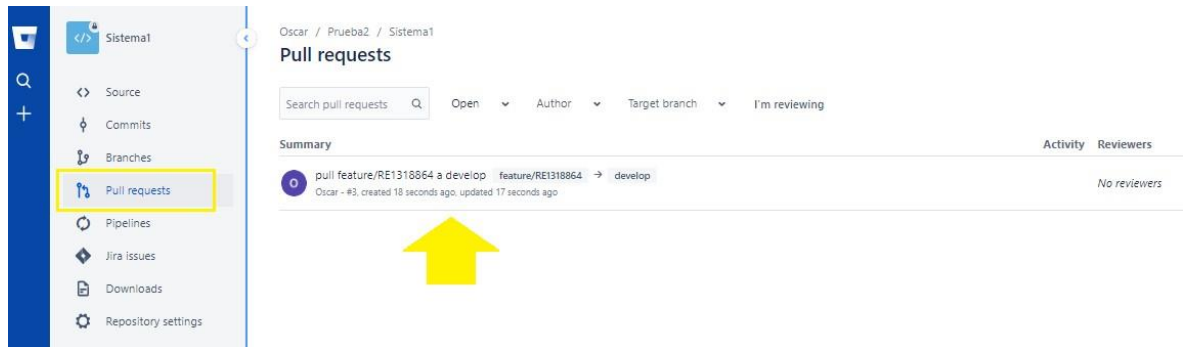 Sistema1
Source
Commits
Branches
Pull requests
Pipelines
Jira issues
Downloads
Repository settings
Oscar / Prueba2 / Sistema1
Pull requests
Search pull requests Open Author Target branch I'm reviewing
Summary Activity Reviewers
O pull feature/RE1318864 a develop feature/RE1318864 → develop No reviewers
Oscar - #3, created 18 seconds ago, updated 17 seconds ago